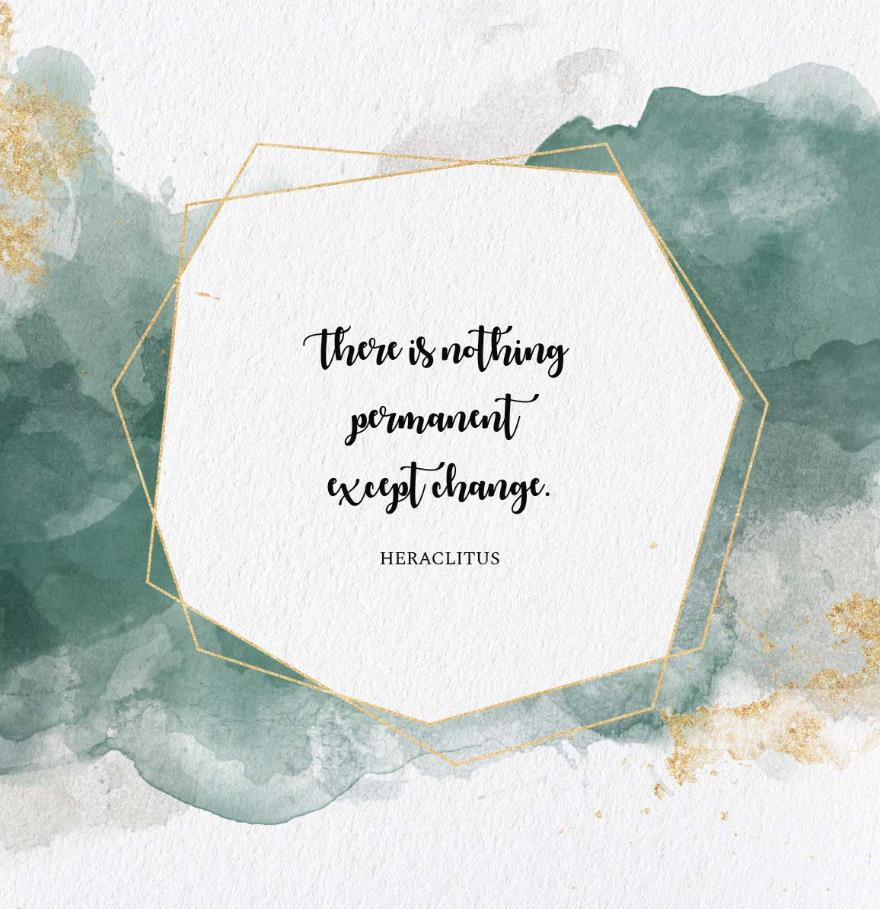 There is nothing
permanent
except change.
HERACLITUS